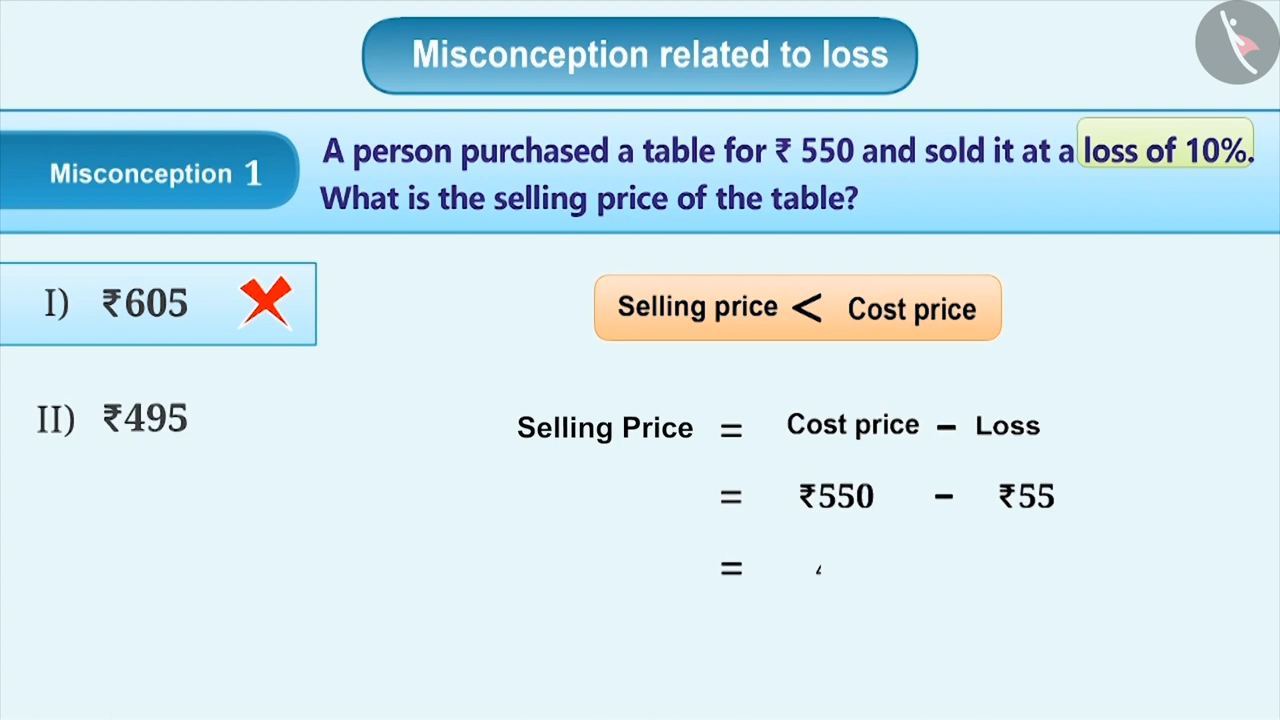 Misconception related to loss
Misconception 1
A person purchased a table for ₹ 550 and sold it at a loss of 10%.
What is the selling price of the table?
I) ₹605
Selling price < Cost price
II) ₹495
Selling Price = Cost price – Loss
= ₹550 – ₹55
=